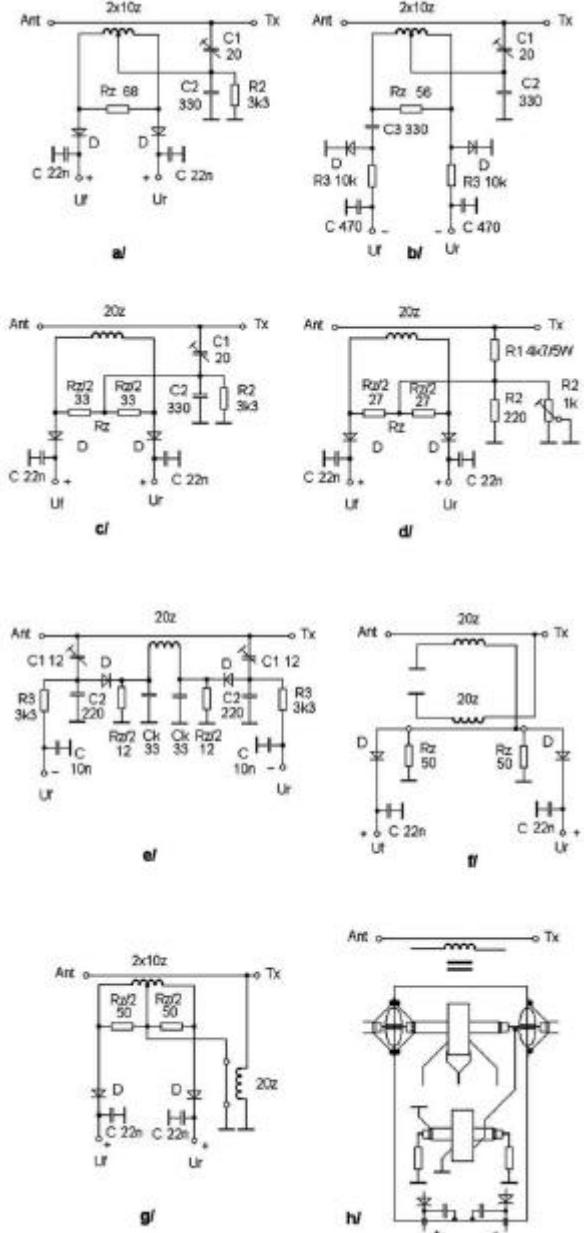 2x10z
Ant Tx
C1
20
Rz 68
C2
330
R2
3k3
D D
C 22n C 22n
+ +
Uf Ur
a/
2x10z
Ant Tx
C1
20
Rz 56
C2
330
C3 330
D D
R3 10k R3 10k
C 470 C 470
- -
Uf Ur
b/
20z
Ant Tx
C1
20
Rz/2 Rz/2
33 33
Rz
C2
330
R2
3k3
D D
C 22n C 22n
+ +
Uf Ur
c/
20z
Ant Tx
R1 4k7/5W
Rz/2 Rz/2
27 27
Rz
R2
220
R2
1k
D D
C 22n C 22n
+ +
Uf Ur
d/
20z
Ant Tx
C1 12 D D C1 12
R3
3k3
C2
220
Rz/2
12
Ck
33
Ck
33
Rz/2
12
C2
220
R3
3k3
C
10n
C
10n
- -
Uf Ur
e/
Ant Tx
20z
20z
D D
Rz
50
Rz
50
C 22n C 22n
+ +
Uf Ur
f/
2x10z
Ant Tx
Rz/2 Rz/2
50 50
20z
D D
C 22n C 22n
+ +
Uf Ur
g/
Ant Tx
h/